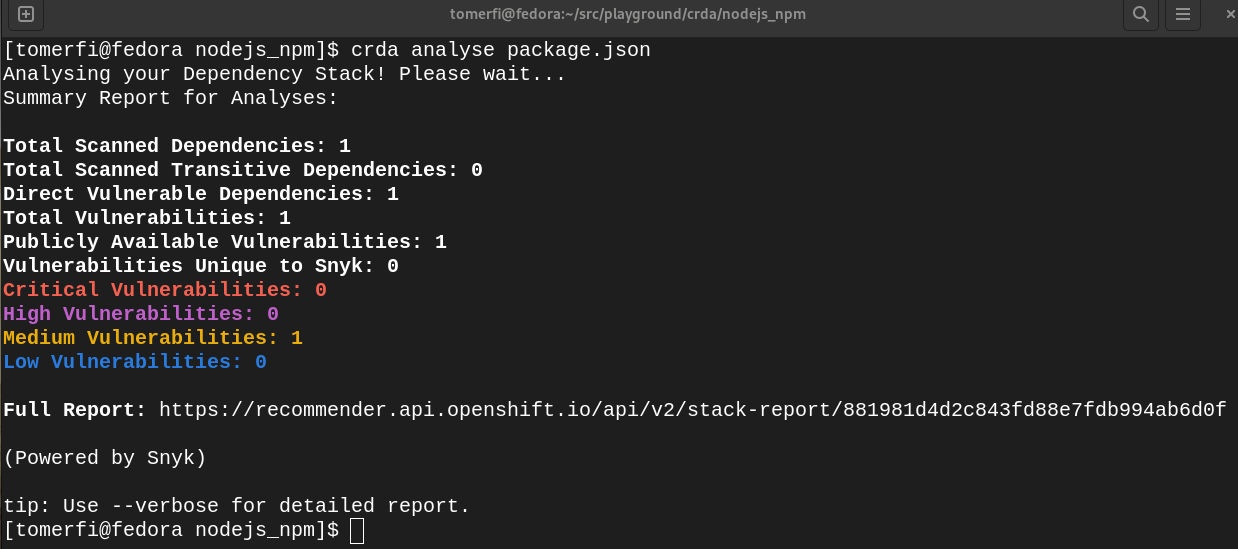 tomerfi@fedora:~/src/playground/crda/nodejs_npm
[tomerfi@fedora nodejs_npm]$ crda analyse package.json
Analysing your Dependency Stack! Please wait...
Summary Report for Analyses:
Total Scanned Dependencies: 1
Total Scanned Transitive Dependencies: 0
Direct Vulnerable Dependencies: 1
Total Vulnerabilities: 1
Publicly Available Vulnerabilities: 1
Vulnerabilities Unique to Snyk: 0
Critical Vulnerabilities: 0
High Vulnerabilities: 0
Medium Vulnerabilities: 1
Low Vulnerabilities: 0
Full Report: https://recommender.api.openshift.io/api/v2/stack-report/881981d4d2c843fd88e7fdb994ab6d0f
(Powered by Snyk)
tip: Use --verbose for detailed report.
[tomerfi@fedora nodejs_npm]$